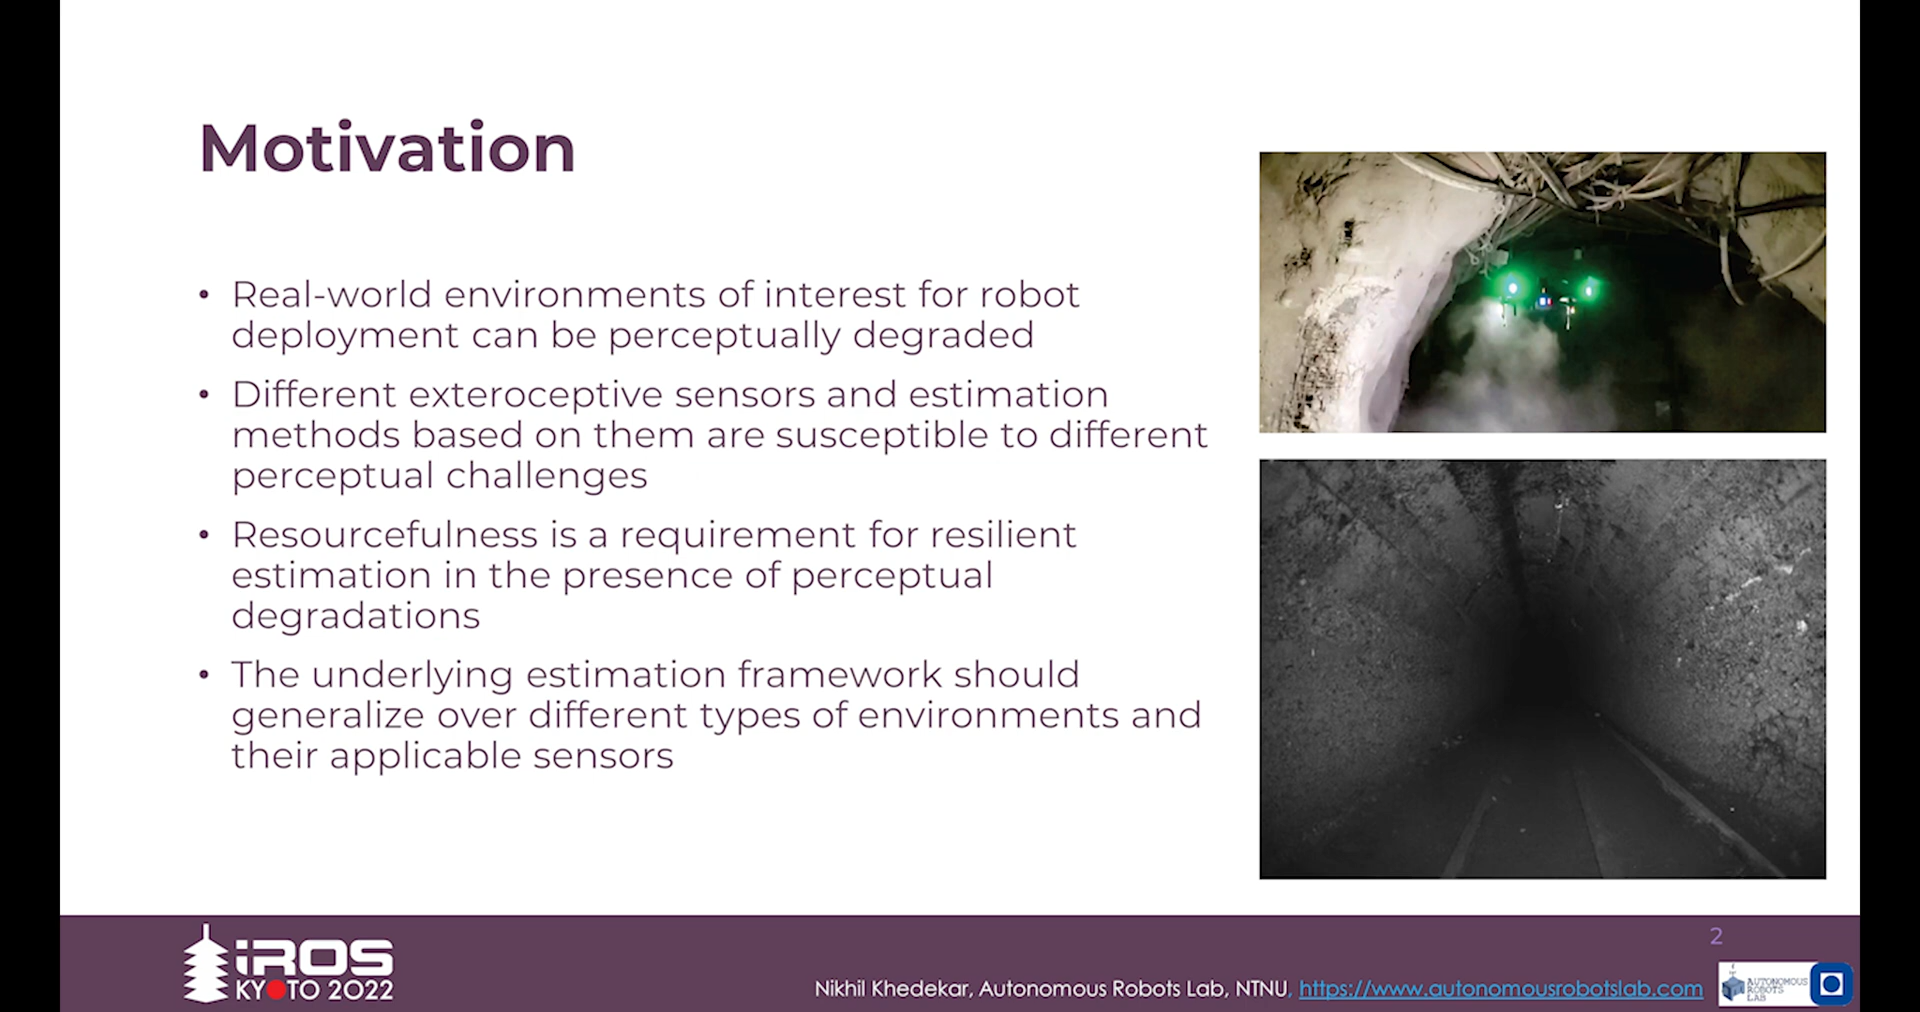 Motivation
• Real-world environments of interest for robot
deployment can be perceptually degraded
• Different exteroceptive sensors and estimation
methods based on them are susceptible to different
perceptual challenges
• Resourcefulness is a requirement for resilient
estimation in the presence of perceptual
degradations
• The underlying estimation framework should
generalize over different types of environments and
their applicable sensors
2
iROS
KYOTO 2022
Nikhil Khedekar, Autonomous Robots Lab, NTNU, https://www.autonomousrobotslab.com
AUTONOMOUS
ROBOTS
LAB